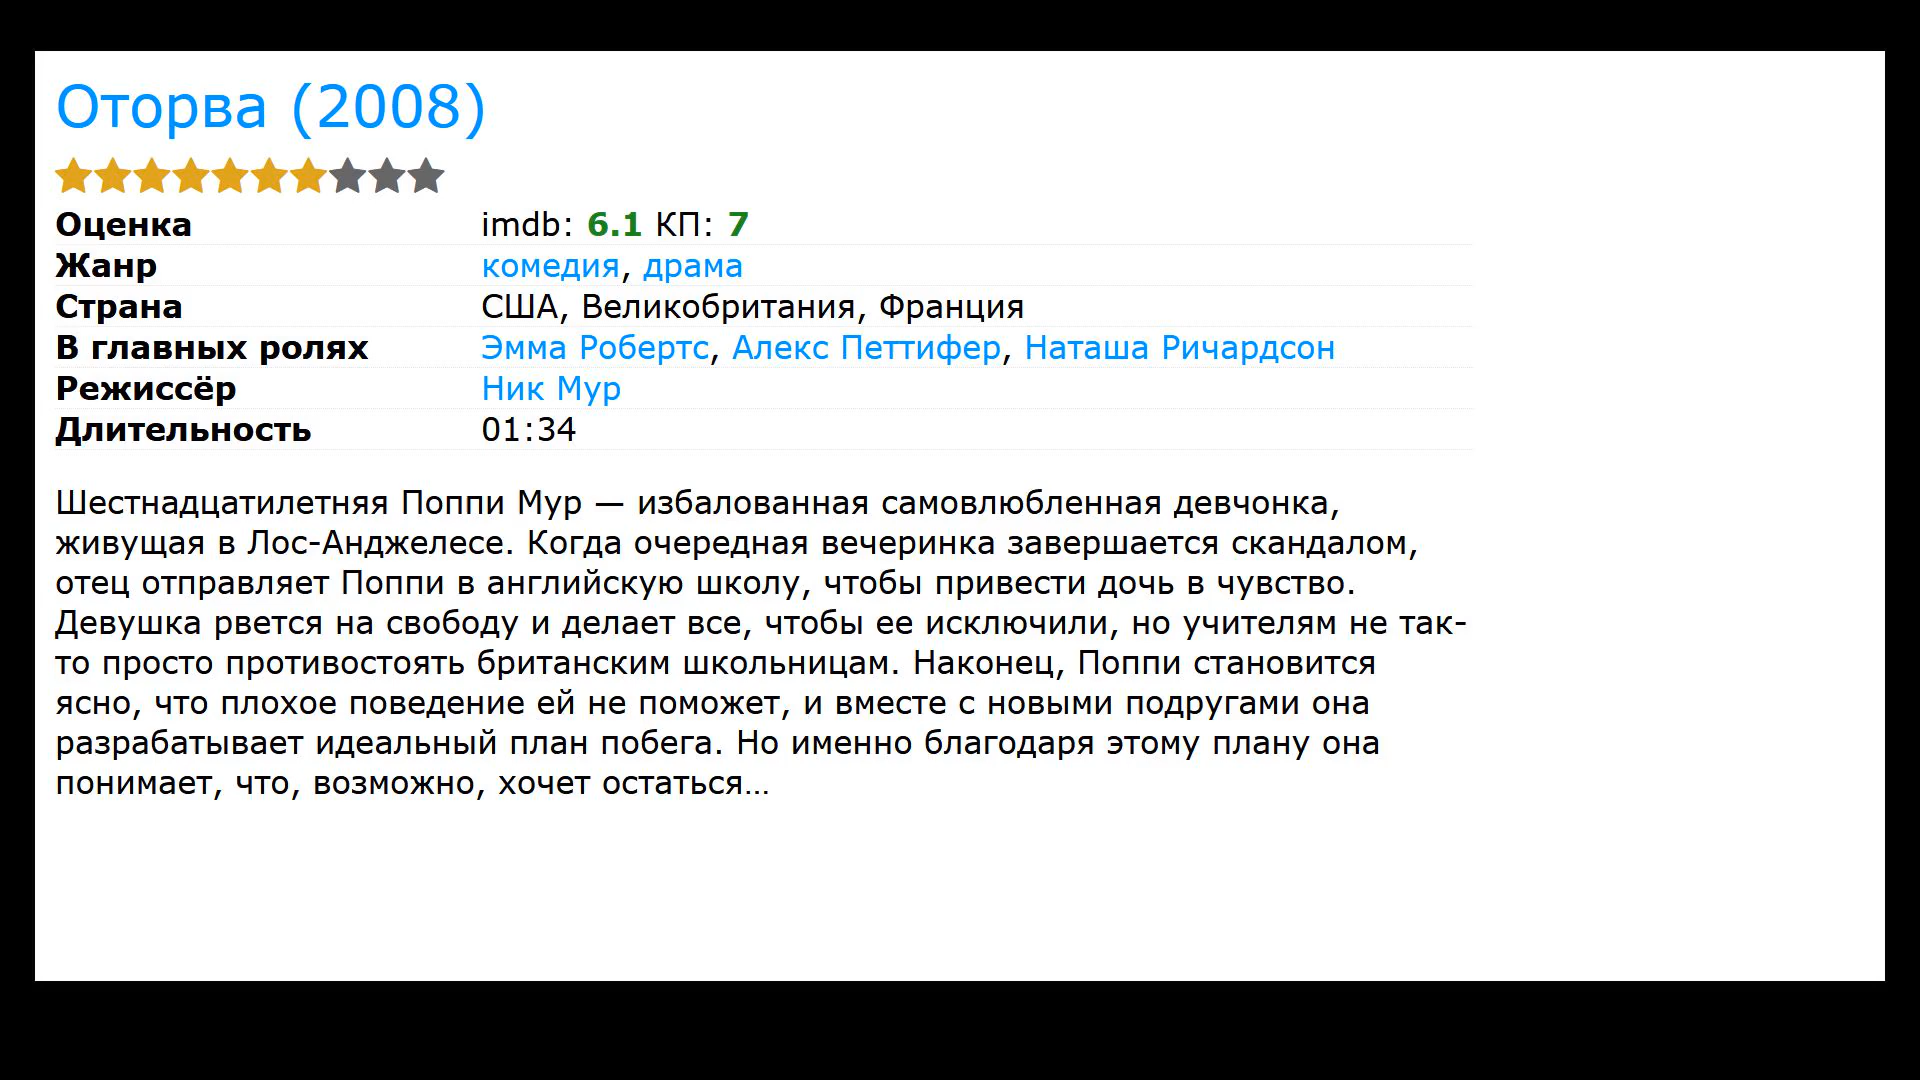 Оторва (2008)
Оценка imdb: 6.1 КП: 7
Жанр комедия, драма
Страна США, Великобритания, Франция
В главных ролях Эмма Робертс, Алекс Петтифер, Наташа Ричардсон
Режиссёр Ник Мур
Длительность 01:34
Шестнадцатилетняя Поппи Мур — избалованная самовлюбленная девчонка,
живущая в Лос-Анджелесе. Когда очередная вечеринка завершается скандалом,
отец отправляет Поппи в английскую школу, чтобы привести дочь в чувство.
Девушка рвется на свободу и делает все, чтобы ее исключили, но учителям не так-
то просто противостоять британским школьницам. Наконец, Поппи становится
ясно, что плохое поведение ей не поможет, и вместе с новыми подругами она
разрабатывает идеальный план побега. Но именно благодаря этому плану она
понимает, что, возможно, хочет остаться…